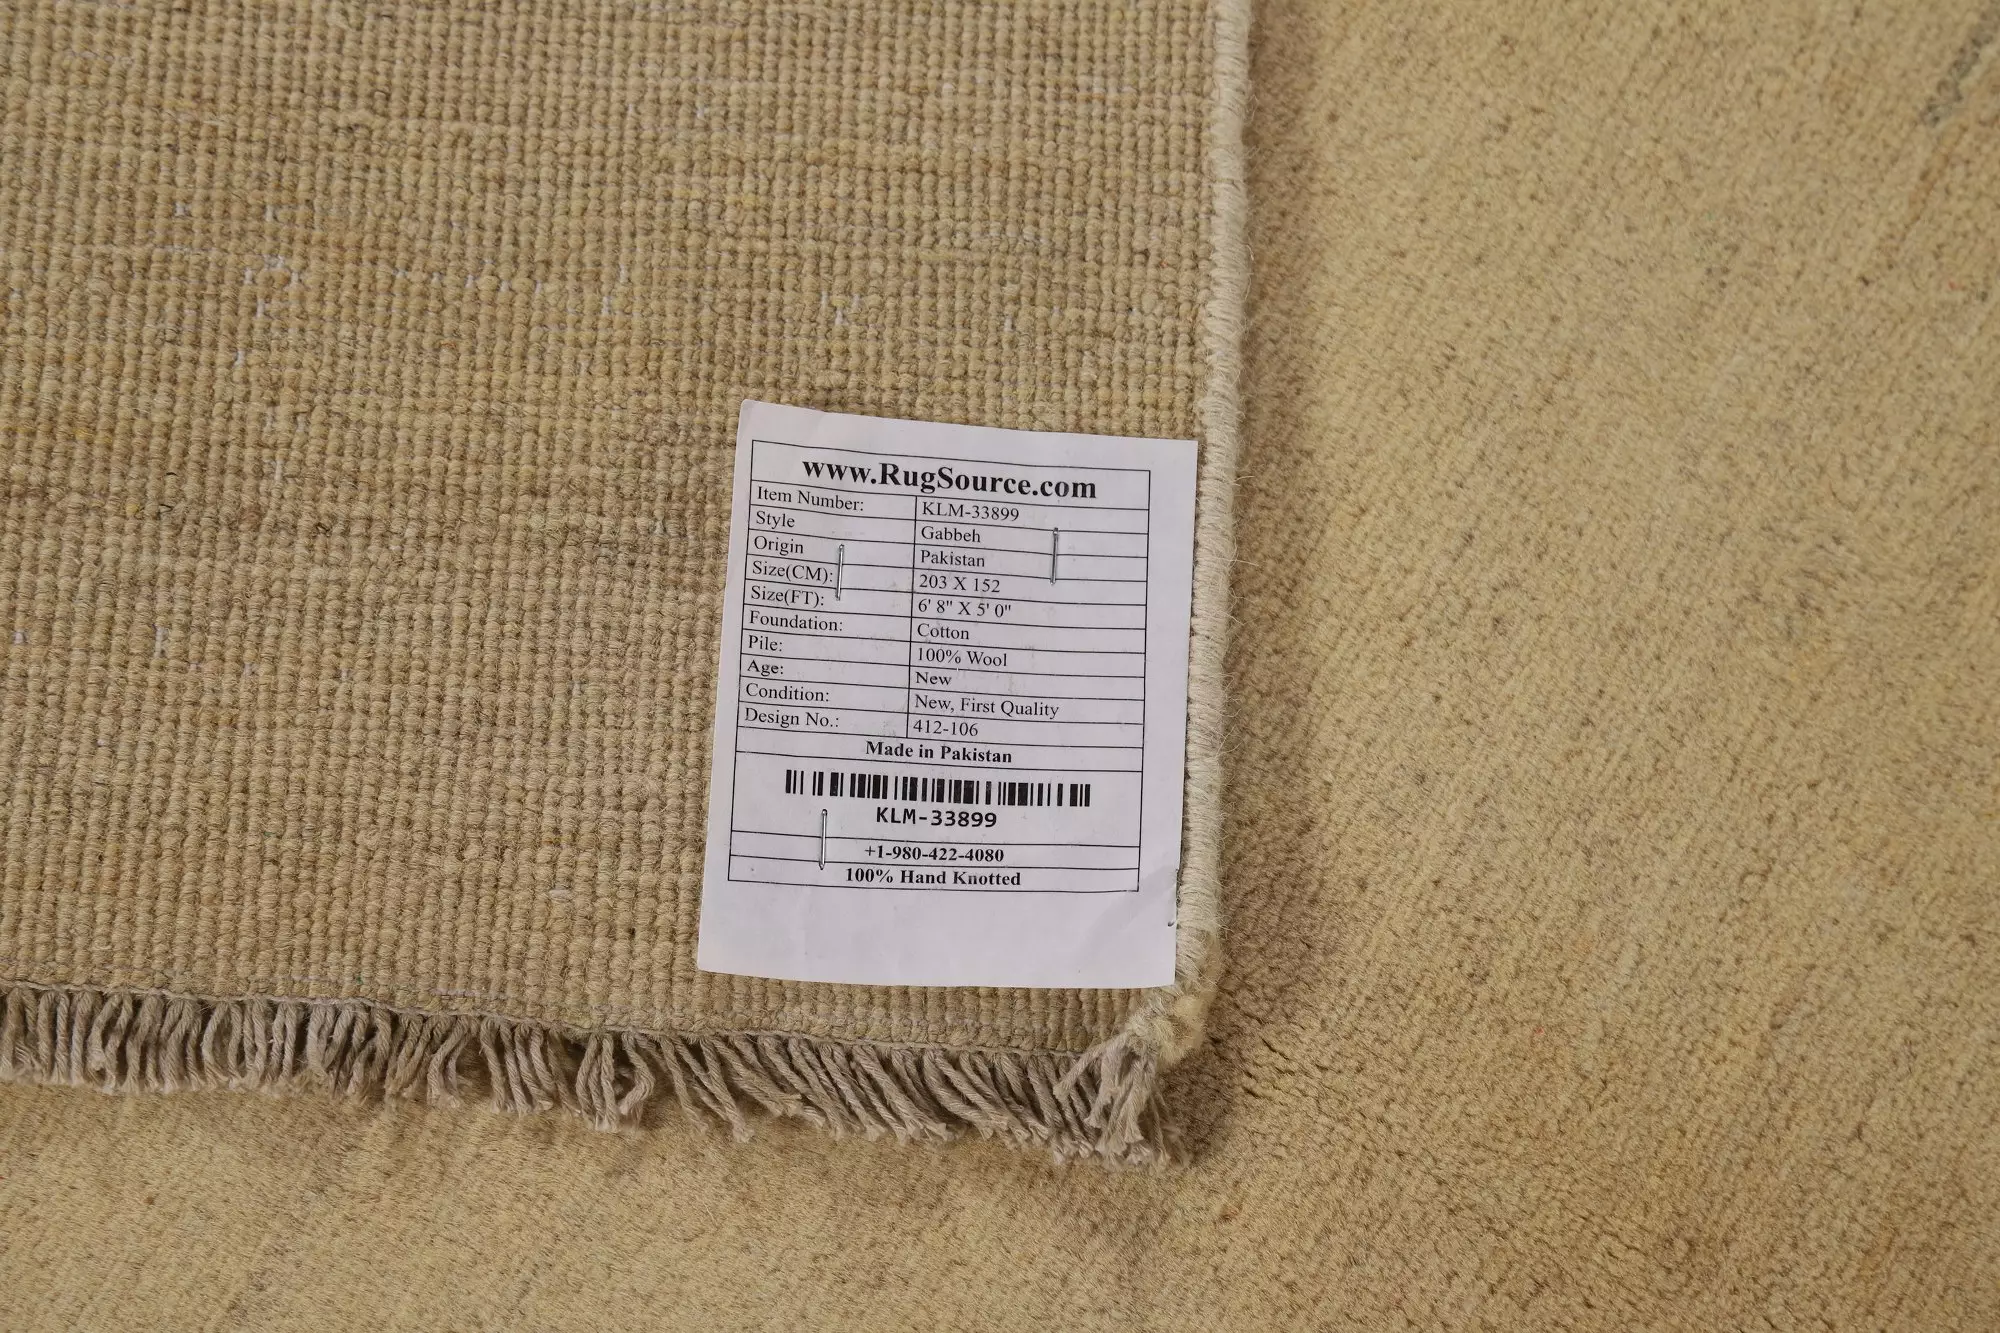 www.RugSource.com
Item Number: KLM-33899
Style Gabbeh
Origin Pakistan
Size(CM): 203 X 152
Size(FT): 6' 8" X 5' 0"
Foundation: Cotton
Pile: 100% Wool
Age: New
Condition: New, First Quality
Design No.: 412-106
Made in Pakistan
KLM-33899
+1-980-422-4080
100% Hand Knotted